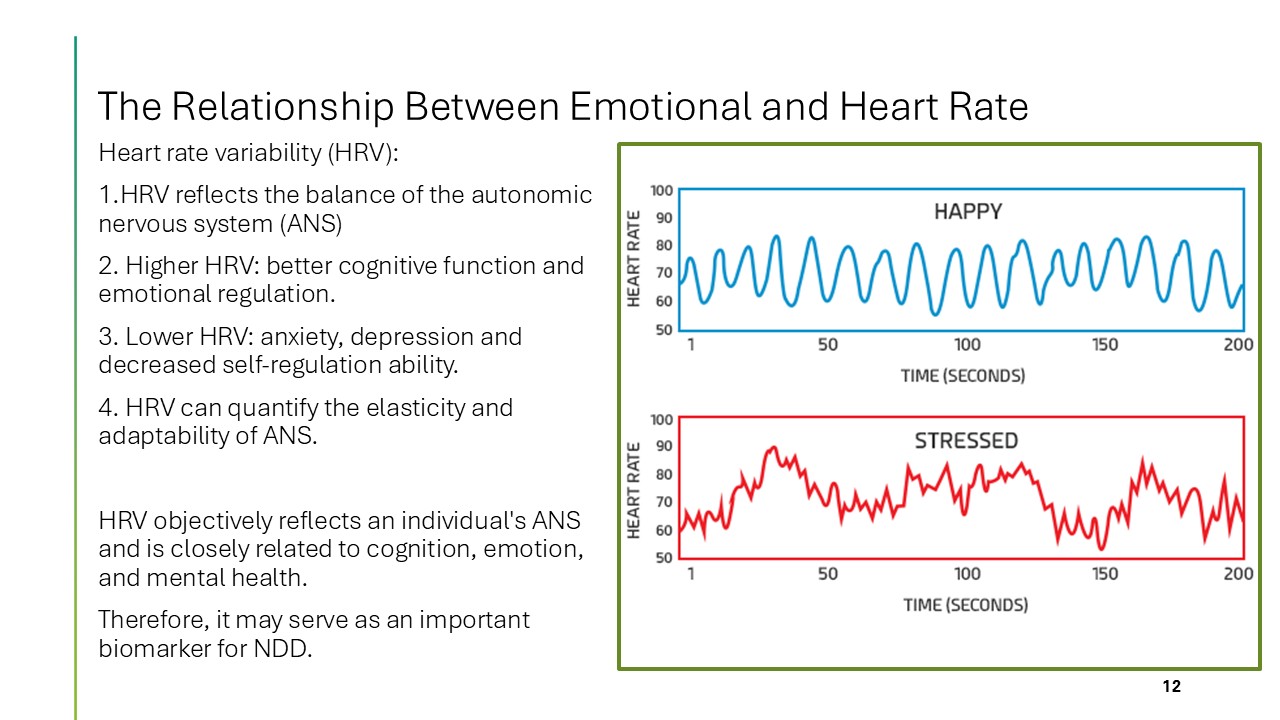 The Relationship Between Emotional and Heart Rate
Heart rate variability (HRV):
1.HRV reflects the balance of the autonomic
nervous system (ANS)
2. Higher HRV: better cognitive function and
emotional regulation.
3. Lower HRV: anxiety, depression and
decreased self-regulation ability.
4. HRV can quantify the elasticity and
adaptability of ANS.
HRV objectively reflects an individual's ANS
and is closely related to cognition, emotion,
and mental health.
Therefore, it may serve as an important
biomarker for NDD.
HAPPY
HEART RATE
100
90
80
70
60
50
1 50 100 150 200
TIME (SECONDS)
STRESSED
HEART RATE
100
90
80
70
60
50
1 50 100 150 200
TIME (SECONDS)
12